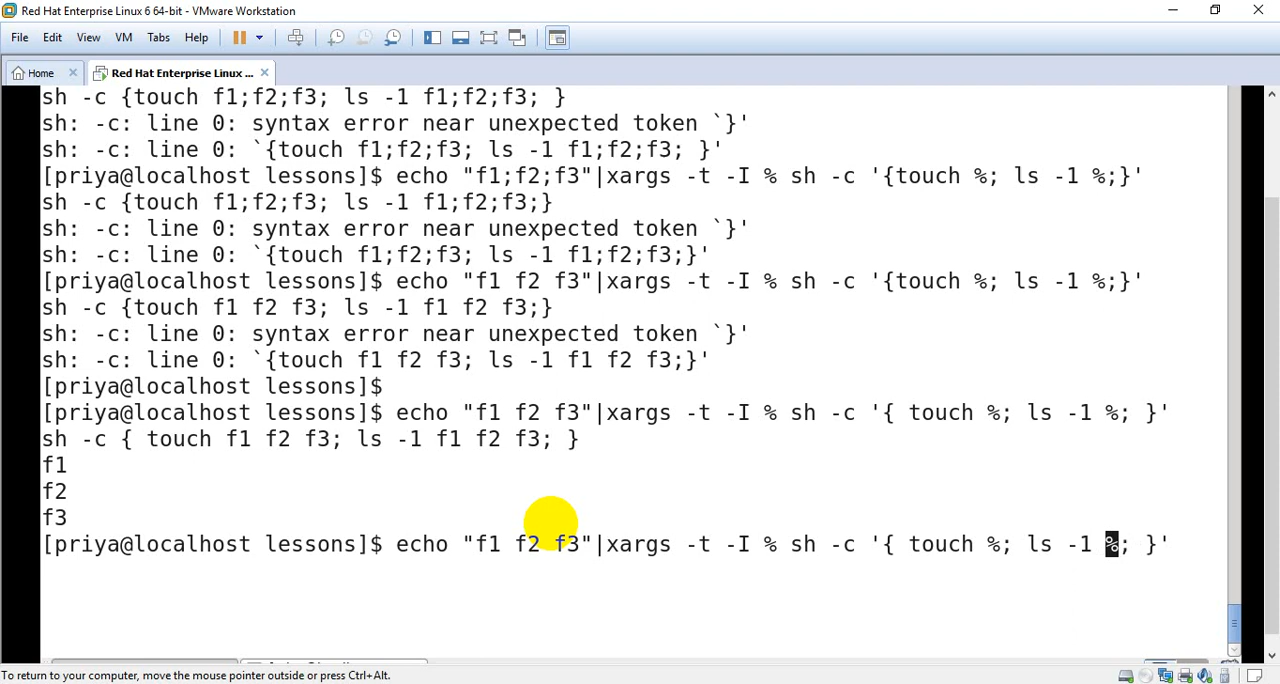 Red Hat Enterprise Linux 6 64-bit - VMware Workstation
File Edit View VM Tabs Help
Home Red Hat Enterprise Linux ...
sh -c {touch f1;f2;f3; ls -1 f1;f2;f3; }
sh: -c: line 0: syntax error near unexpected token `}'
sh: -c: line 0: `{touch f1;f2;f3; ls -1 f1;f2;f3; }'
[priya@localhost lessons]$ echo "f1;f2;f3"|xargs -t -I % sh -c '{touch %; ls -1 %;}'
sh -c {touch f1;f2;f3; ls -1 f1;f2;f3;}
sh: -c: line 0: syntax error near unexpected token `}'
sh: -c: line 0: `{touch f1;f2;f3; ls -1 f1;f2;f3;}'
[priya@localhost lessons]$ echo "f1 f2 f3"|xargs -t -I % sh -c '{touch %; ls -1 %;}'
sh -c {touch f1 f2 f3; ls -1 f1 f2 f3;}
sh: -c: line 0: syntax error near unexpected token `}'
sh: -c: line 0: `{touch f1 f2 f3; ls -1 f1 f2 f3;}'
[priya@localhost lessons]$
[priya@localhost lessons]$ echo "f1 f2 f3"|xargs -t -I % sh -c '{ touch %; ls -1 %; }'
sh -c { touch f1 f2 f3; ls -1 f1 f2 f3; }
f1
f2
f3
[priya@localhost lessons]$ echo "f1 f2 f3"|xargs -t -I % sh -c '{ touch %; ls -1 %; }'
To return to your computer, move the mouse pointer outside or press Ctrl+Alt.